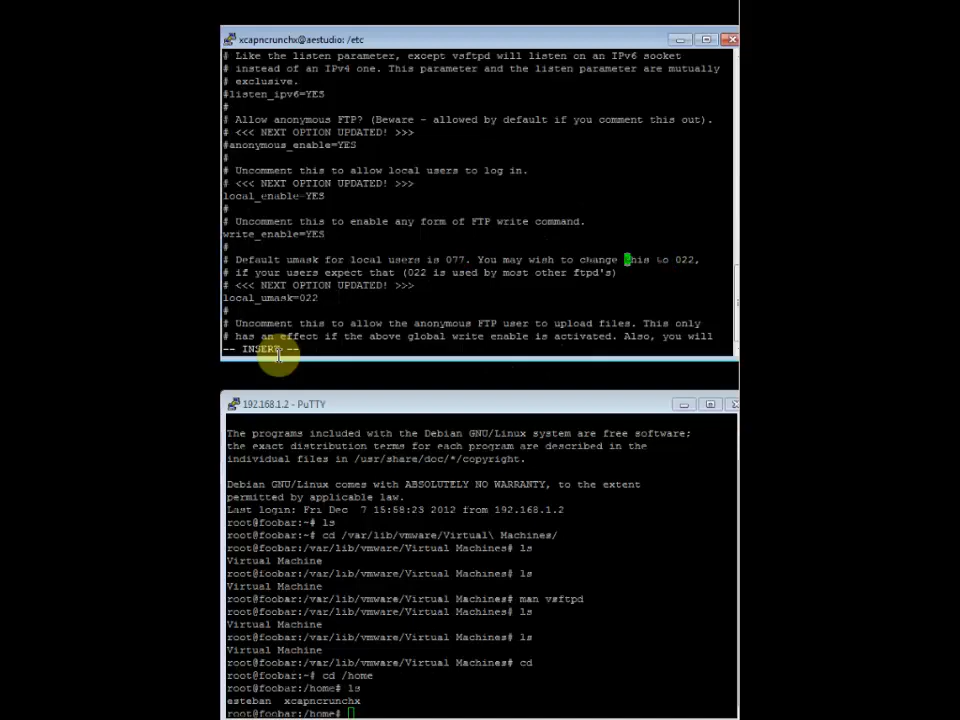 xcapncrunchx@aestudio: /etc
# Like the listen parameter, except vsftpd will listen on an IPv6 socket
# instead of an IPv4 one. This parameter and the listen parameter are mutually
# exclusive.
#listen_ipv6=YES
#
# Allow anonymous FTP? (Beware - allowed by default if you comment this out).
# <<< NEXT OPTION UPDATED! >>>
#anonymous_enable=YES
#
# Uncomment this to allow local users to log in.
# <<< NEXT OPTION UPDATED! >>>
local_enable=YES
#
# Uncomment this to enable any form of FTP write command.
write_enable=YES
#
# Default umask for local users is 077. You may wish to change this to 022,
# if your users expect that (022 is used by most other ftpd's)
# <<< NEXT OPTION UPDATED! >>>
local_umask=022
#
# Uncomment this to allow the anonymous FTP user to upload files. This only
# has an effect if the above global write enable is activated. Also, you will
-- INSERT --
192.168.1.2 - PuTTY
The programs included with the Debian GNU/Linux system are free software;
the exact distribution terms for each program are described in the
individual files in /usr/share/doc/*/copyright.
Debian GNU/Linux comes with ABSOLUTELY NO WARRANTY, to the extent
permitted by applicable law.
Last login: Fri Dec  7 15:58:23 2012 from 192.168.1.2
root@foobar:~# ls
root@foobar:~# cd /var/lib/vmware/Virtual\ Machines/
root@foobar:/var/lib/vmware/Virtual Machines# ls
Virtual Machine
root@foobar:/var/lib/vmware/Virtual Machines# ls
Virtual Machine
root@foobar:/var/lib/vmware/Virtual Machines# man vsftpd
root@foobar:/var/lib/vmware/Virtual Machines# ls
Virtual Machine
root@foobar:/var/lib/vmware/Virtual Machines# ls
Virtual Machine
root@foobar:/var/lib/vmware/Virtual Machines# cd
root@foobar:~# cd /home
root@foobar:/home# ls
esteban  xcapncrunchx
root@foobar:/home#